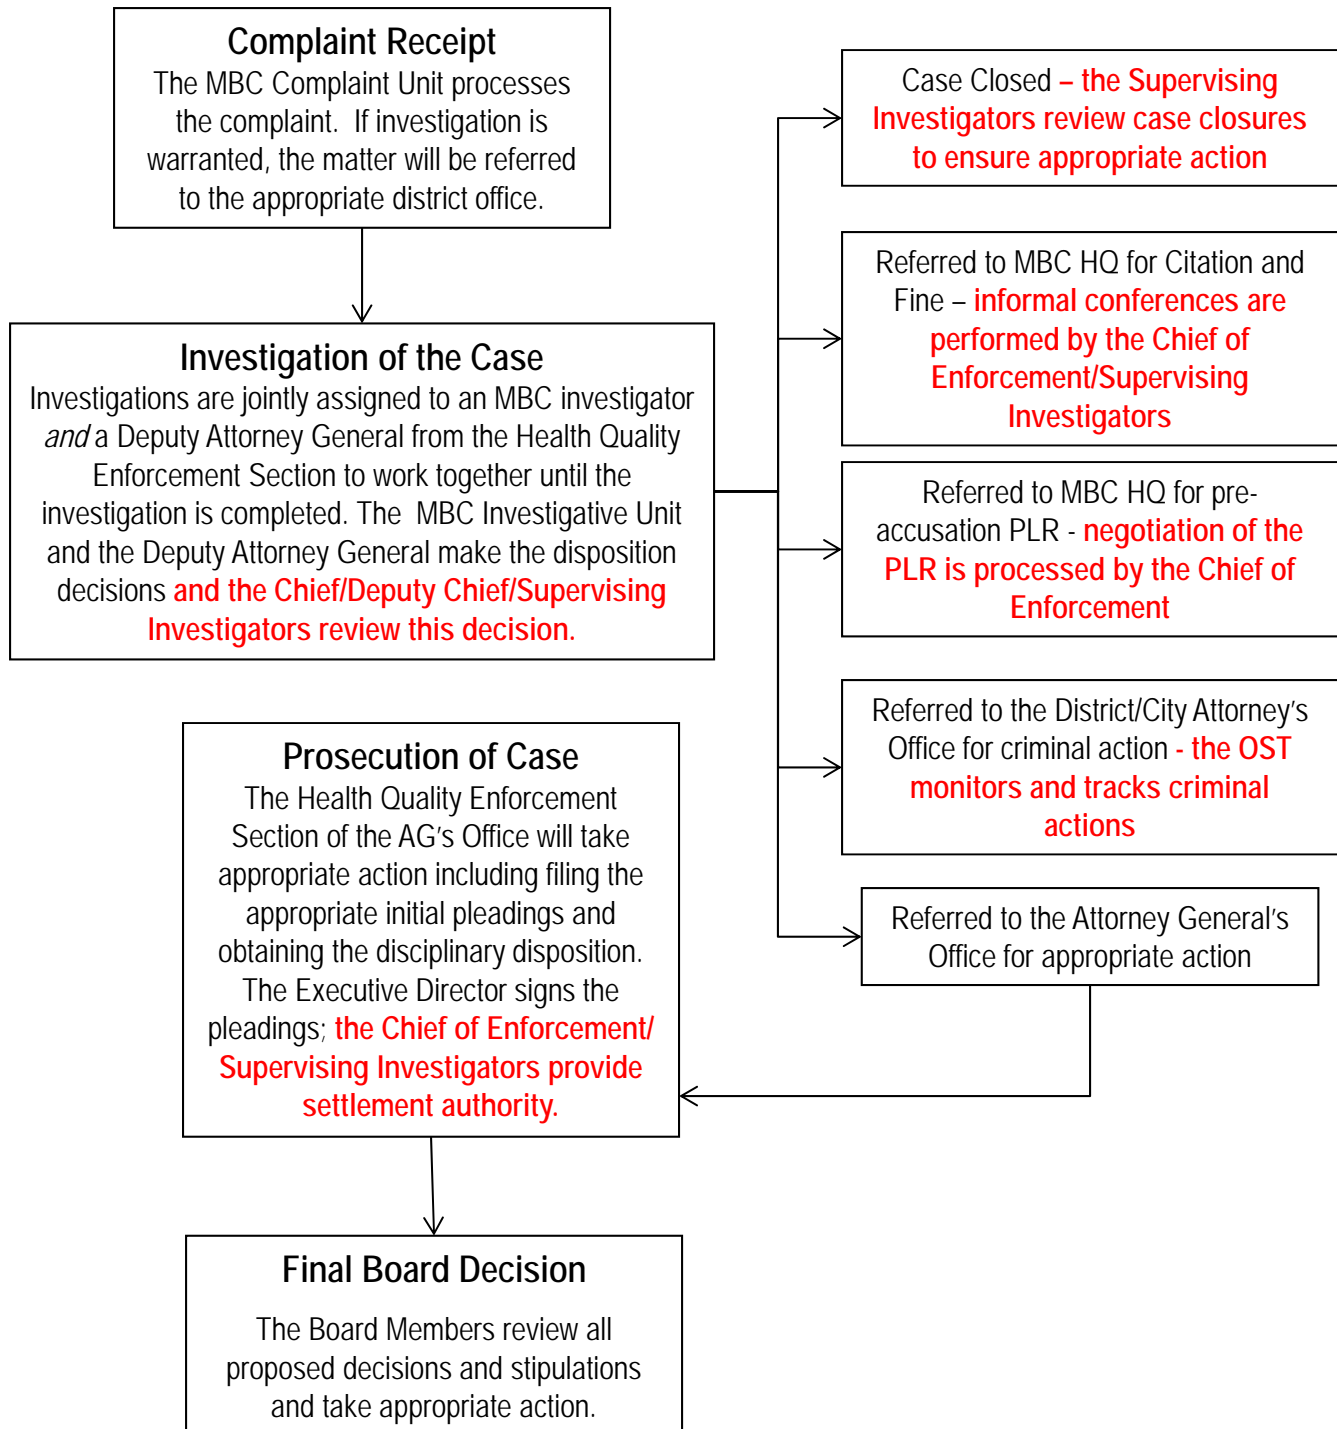 Complaint Receipt
The MBC Complaint Unit processes
the complaint.  If investigation is
warranted, the matter will be referred
to the appropriate district office.
Investigation of the Case
Investigations are jointly assigned to an MBC investigator
and a Deputy Attorney General from the Health Quality
Enforcement Section to work together until the
investigation is completed. The  MBC Investigative Unit
and the Deputy Attorney General make the disposition
decisions and the Chief/Deputy Chief/Supervising
Investigators review this decision.
Case Closed – the Supervising
Investigators review case closures
to ensure appropriate action
Referred to MBC HQ for Citation and
Fine – informal conferences are
performed by the Chief of
Enforcement/Supervising
Investigators
Referred to MBC HQ for pre-
accusation PLR - negotiation of the
PLR is processed by the Chief of
Enforcement
Referred to the District/City Attorney's
Office for criminal action - the OST
monitors and tracks criminal
actions
Referred to the Attorney General's
Office for appropriate action
Prosecution of Case
The Health Quality Enforcement
Section of the AG's Office will take
appropriate action including filing the
appropriate initial pleadings and
obtaining the disciplinary disposition.
The Executive Director signs the
pleadings; the Chief of Enforcement/
Supervising Investigators provide
settlement authority.
Final Board Decision
The Board Members review all
proposed decisions and stipulations
and take appropriate action.